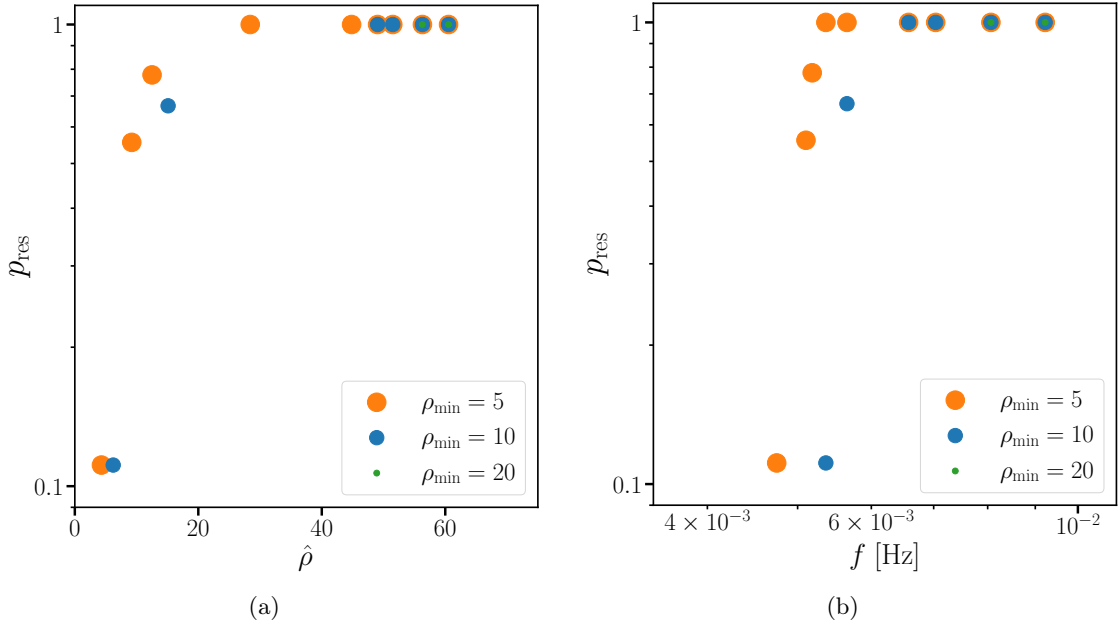 1
0.1
p_res
0 20 40 60
ρ̂
ρ_min = 5
ρ_min = 10
ρ_min = 20
(a)
1
0.1
p_res
4 × 10⁻³ 6 × 10⁻³ 10⁻²
f [Hz]
ρ_min = 5
ρ_min = 10
ρ_min = 20
(b)